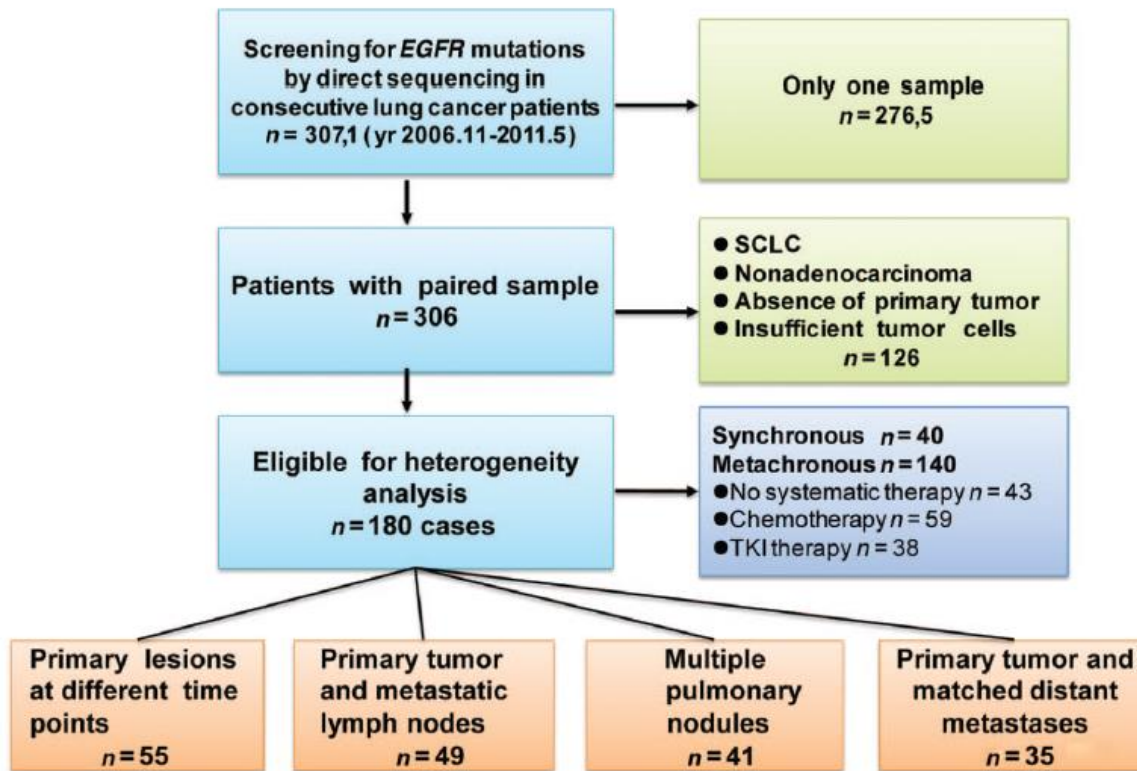 Screening for EGFR mutations
by direct sequencing in
consecutive lung cancer patients
n = 307,1 ( yr 2006.11-2011.5)
Only one sample
n = 276,5
Patients with paired sample
n = 306
● SCLC
● Nonadenocarcinoma
● Absence of primary tumor
● Insufficient tumor cells
n = 126
Eligible for heterogeneity
analysis
n = 180 cases
Synchronous n = 40
Metachronous n = 140
● No systematic therapy n = 43
● Chemotherapy n = 59
● TKI therapy n = 38
Primary lesions
at different time
points
n = 55
Primary tumor
and metastatic
lymph nodes
n = 49
Multiple
pulmonary
nodules
n = 41
Primary tumor and
matched distant
metastases
n = 35